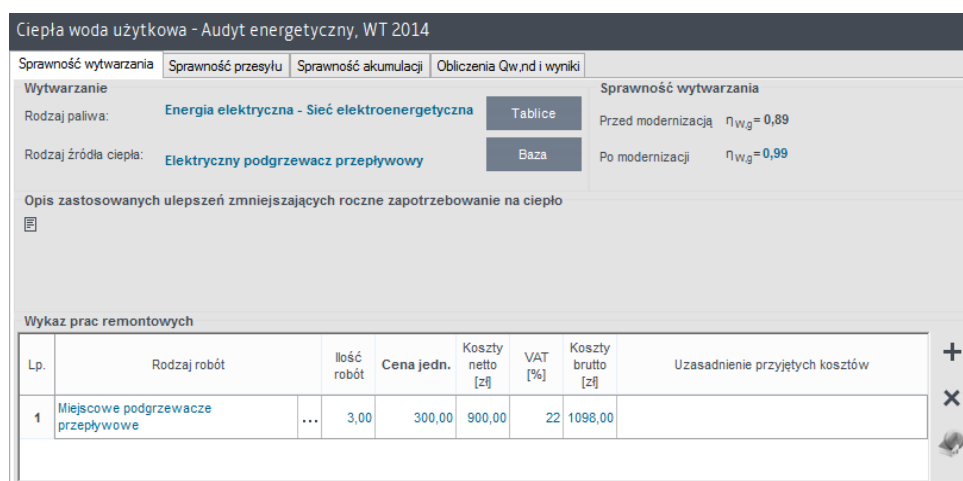 Ciepła woda użytkowa - Audyt energetyczny, WT 2014
Sprawność wytwarzania Sprawność przesyłu Sprawność akumulacji Obliczenia Qw,nd i wyniki
Wytwarzanie Sprawność wytwarzania
Rodzaj paliwa: Energia elektryczna - Sieć elektroenergetyczna Tablice Przed modernizacją ηW,g= 0,89
Rodzaj źródła ciepła: Elektryczny podgrzewacz przepływowy Baza Po modernizacji ηW,g= 0,99
Opis zastosowanych ulepszeń zmniejszających roczne zapotrzebowanie na ciepło
Wykaz prac remontowych
Lp. Rodzaj robót Ilość robót Cena jedn. Koszty netto [zł] VAT [%] Koszty brutto [zł] Uzasadnienie przyjętych kosztów
1 Miejscowe podgrzewacze przepływowe ... 3,00 300,00 900,00 22 1098,00